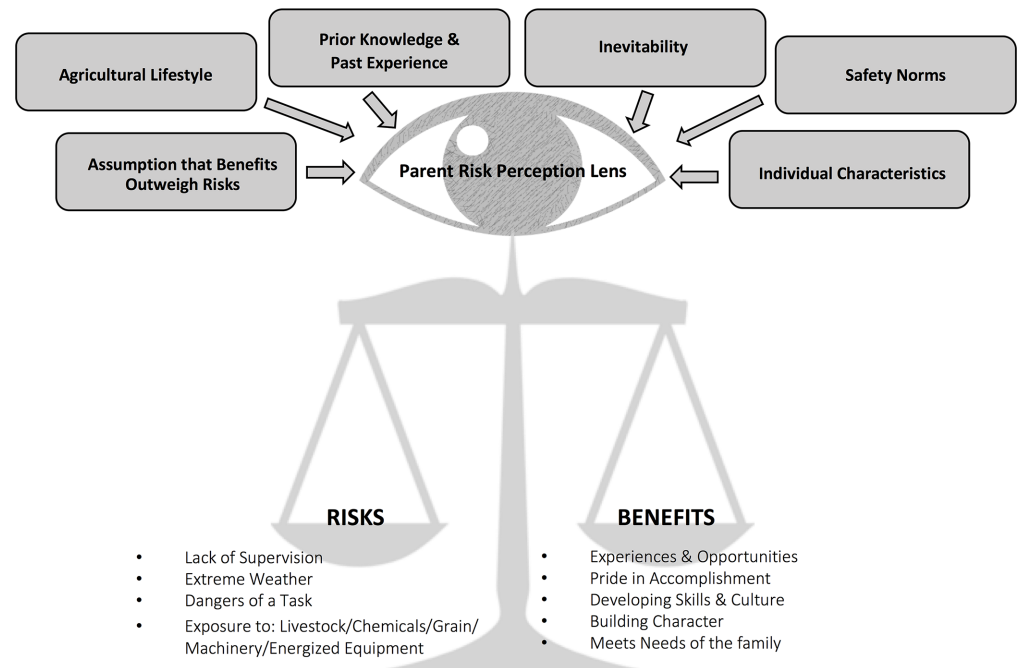 Agricultural Lifestyle
Prior Knowledge &
Past Experience
Inevitability
Safety Norms
Assumption that Benefits
Outweigh Risks
Parent Risk Perception Lens
Individual Characteristics
RISKS
• Lack of Supervision
• Extreme Weather
• Dangers of a Task
• Exposure to: Livestock/Chemicals/Grain/
Machinery/Energized Equipment
BENEFITS
• Experiences & Opportunities
• Pride in Accomplishment
• Developing Skills & Culture
• Building Character
• Meets Needs of the family